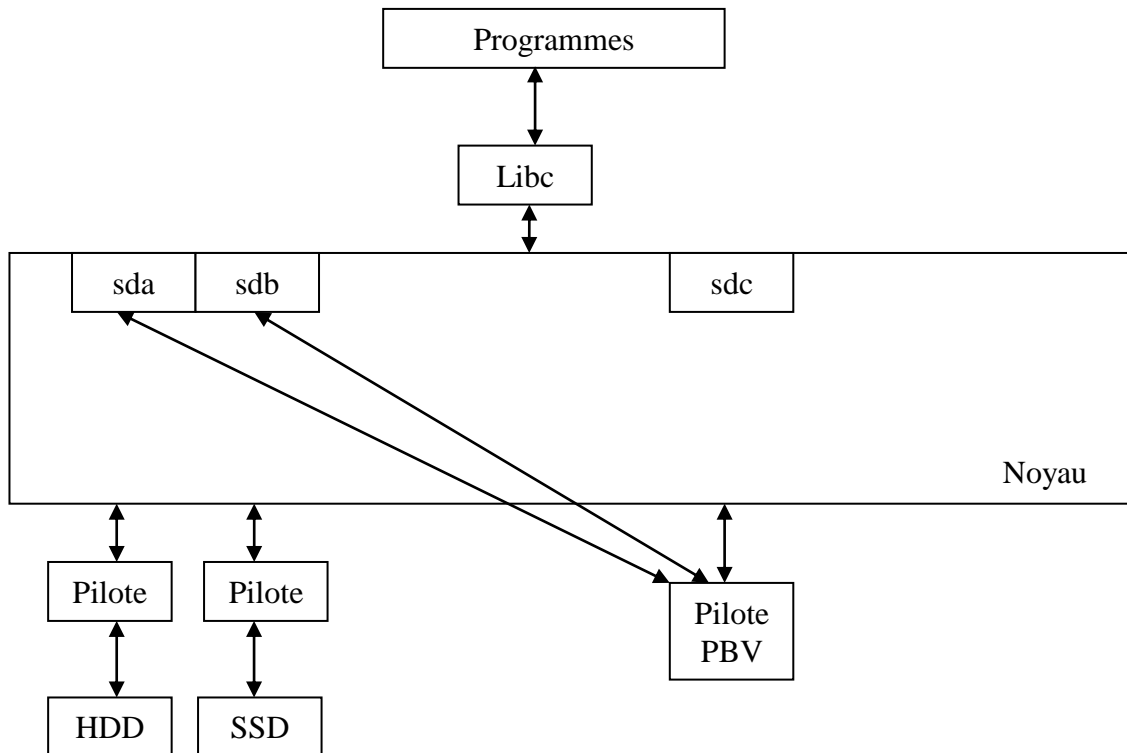 Programmes
Libc
sda
sdb
sdc
Noyau
Pilote
Pilote
Pilote
PBV
HDD
SSD